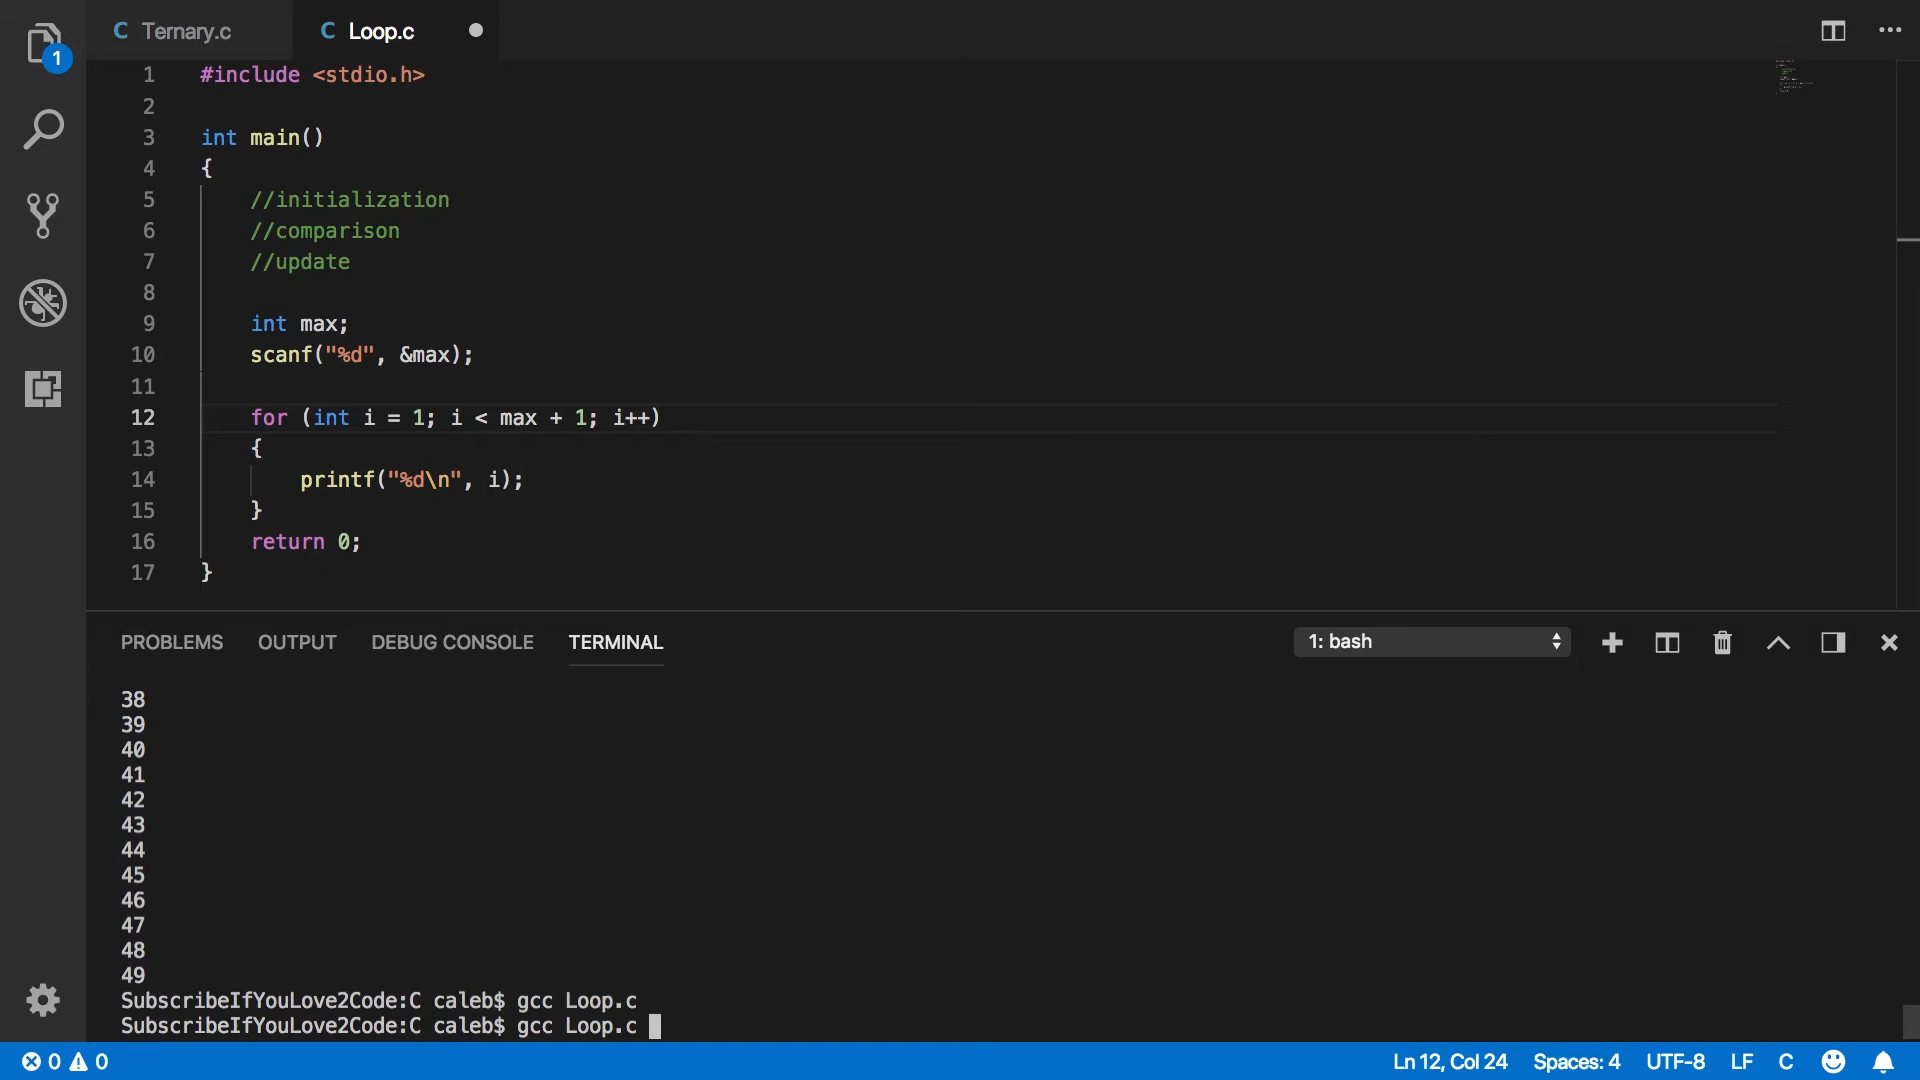 C Ternary.c
C Loop.c
1
1 #include <stdio.h>
2
3 int main()
4 {
5 //initialization
6 //comparison
7 //update
8
9 int max;
10 scanf("%d", &max);
11
12 for (int i = 1; i < max + 1; i++)
13 {
14 printf("%d\n", i);
15 }
16 return 0;
17 }
PROBLEMS OUTPUT DEBUG CONSOLE TERMINAL 1: bash
38
39
40
41
42
43
44
45
46
47
48
49
SubscribeIfYouLove2Code:C caleb$ gcc Loop.c
SubscribeIfYouLove2Code:C caleb$ gcc Loop.c
0 0 Ln 12, Col 24 Spaces: 4 UTF-8 LF C